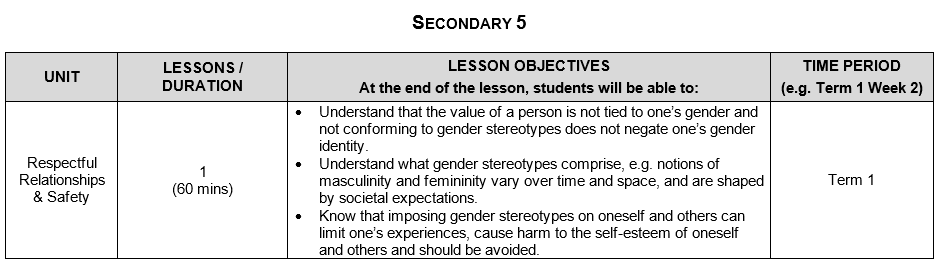 SECONDARY 5
UNIT
LESSONS /
DURATION
LESSON OBJECTIVES
At the end of the lesson, students will be able to:
TIME PERIOD
(e.g. Term 1 Week 2)
Respectful
Relationships
& Safety
1
(60 mins)
• Understand that the value of a person is not tied to one's gender and
not conforming to gender stereotypes does not negate one's gender
identity.
• Understand what gender stereotypes comprise, e.g. notions of
masculinity and femininity vary over time and space, and are shaped
by societal expectations.
• Know that imposing gender stereotypes on oneself and others can
limit one's experiences, cause harm to the self-esteem of oneself
and others and should be avoided.
Term 1